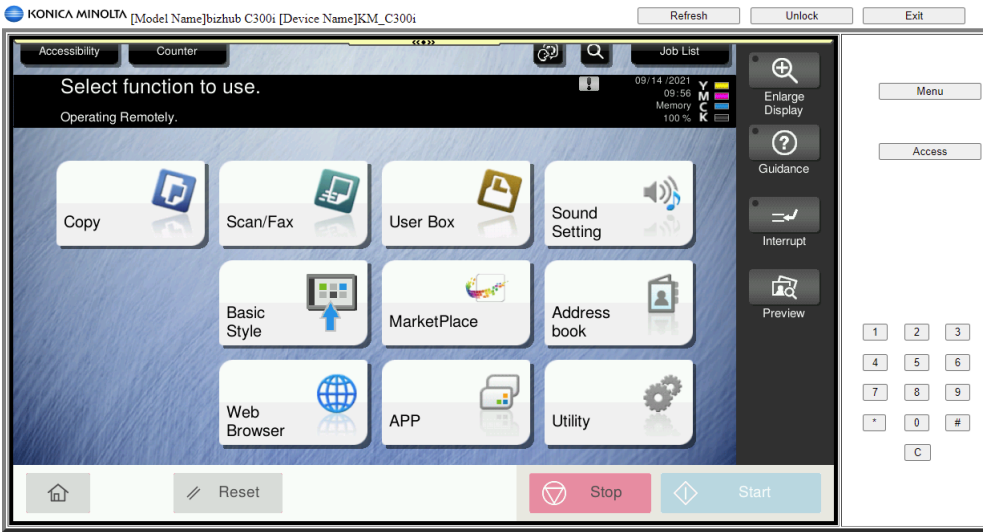 KONICA MINOLTA [Model Name]bizhub C300i [Device Name]KM_C300i
Refresh
Unlock
Exit
Accessibility
Counter
Job List
Select function to use.
Operating Remotely.
09/14/2021
09:56
Memory
100 %
Y
M
C
K
Enlarge
Display
Guidance
Interrupt
Preview
Copy
Scan/Fax
User Box
Sound
Setting
Basic
Style
MarketPlace
Address
book
Web
Browser
APP
Utility
Reset
Stop
Start
Menu
Access
1 2 3
4 5 6
7 8 9
* 0 #
C